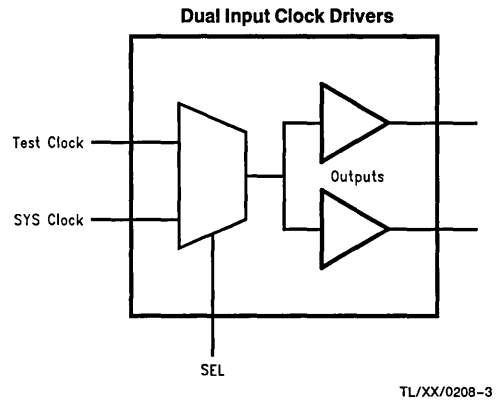 Dual Input Clock Drivers
Test Clock
Outputs
SYS Clock
SEL
TL/XX/0208-3